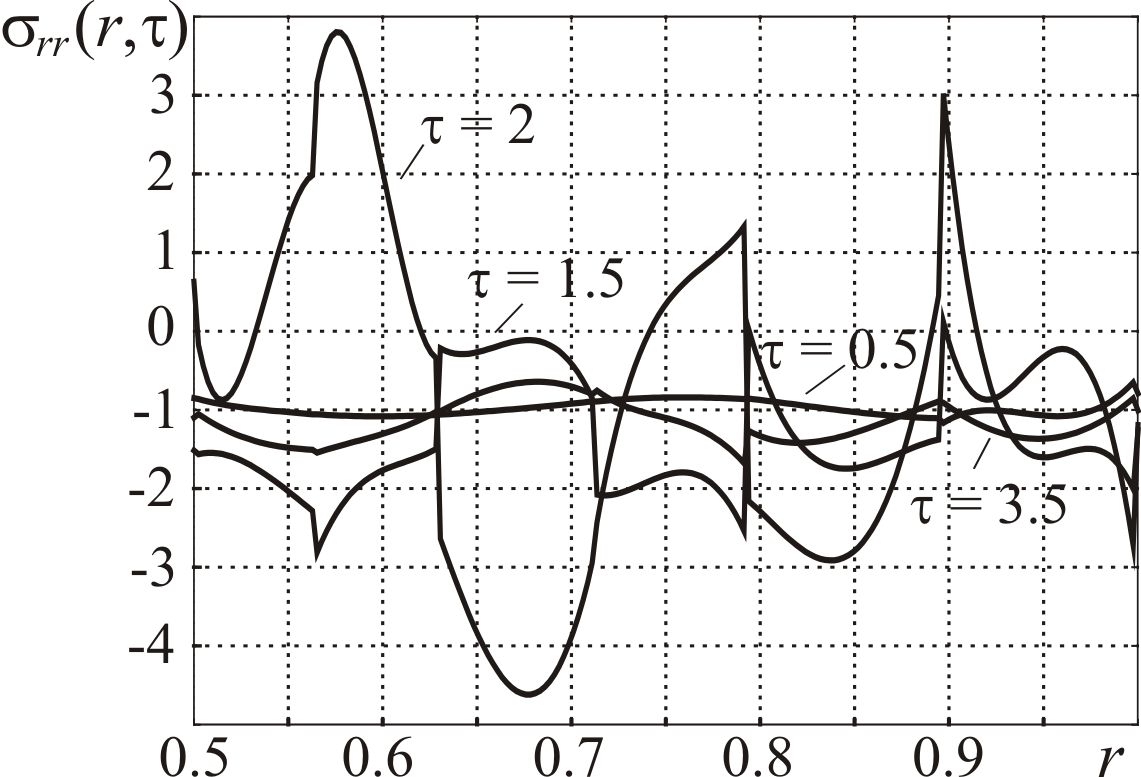 σrr(r,τ)
3
τ = 2
2
1
τ = 1.5
0
τ = 0.5
-1
-2
τ = 3.5
-3
-4
0.5 0.6 0.7 0.8 0.9 r